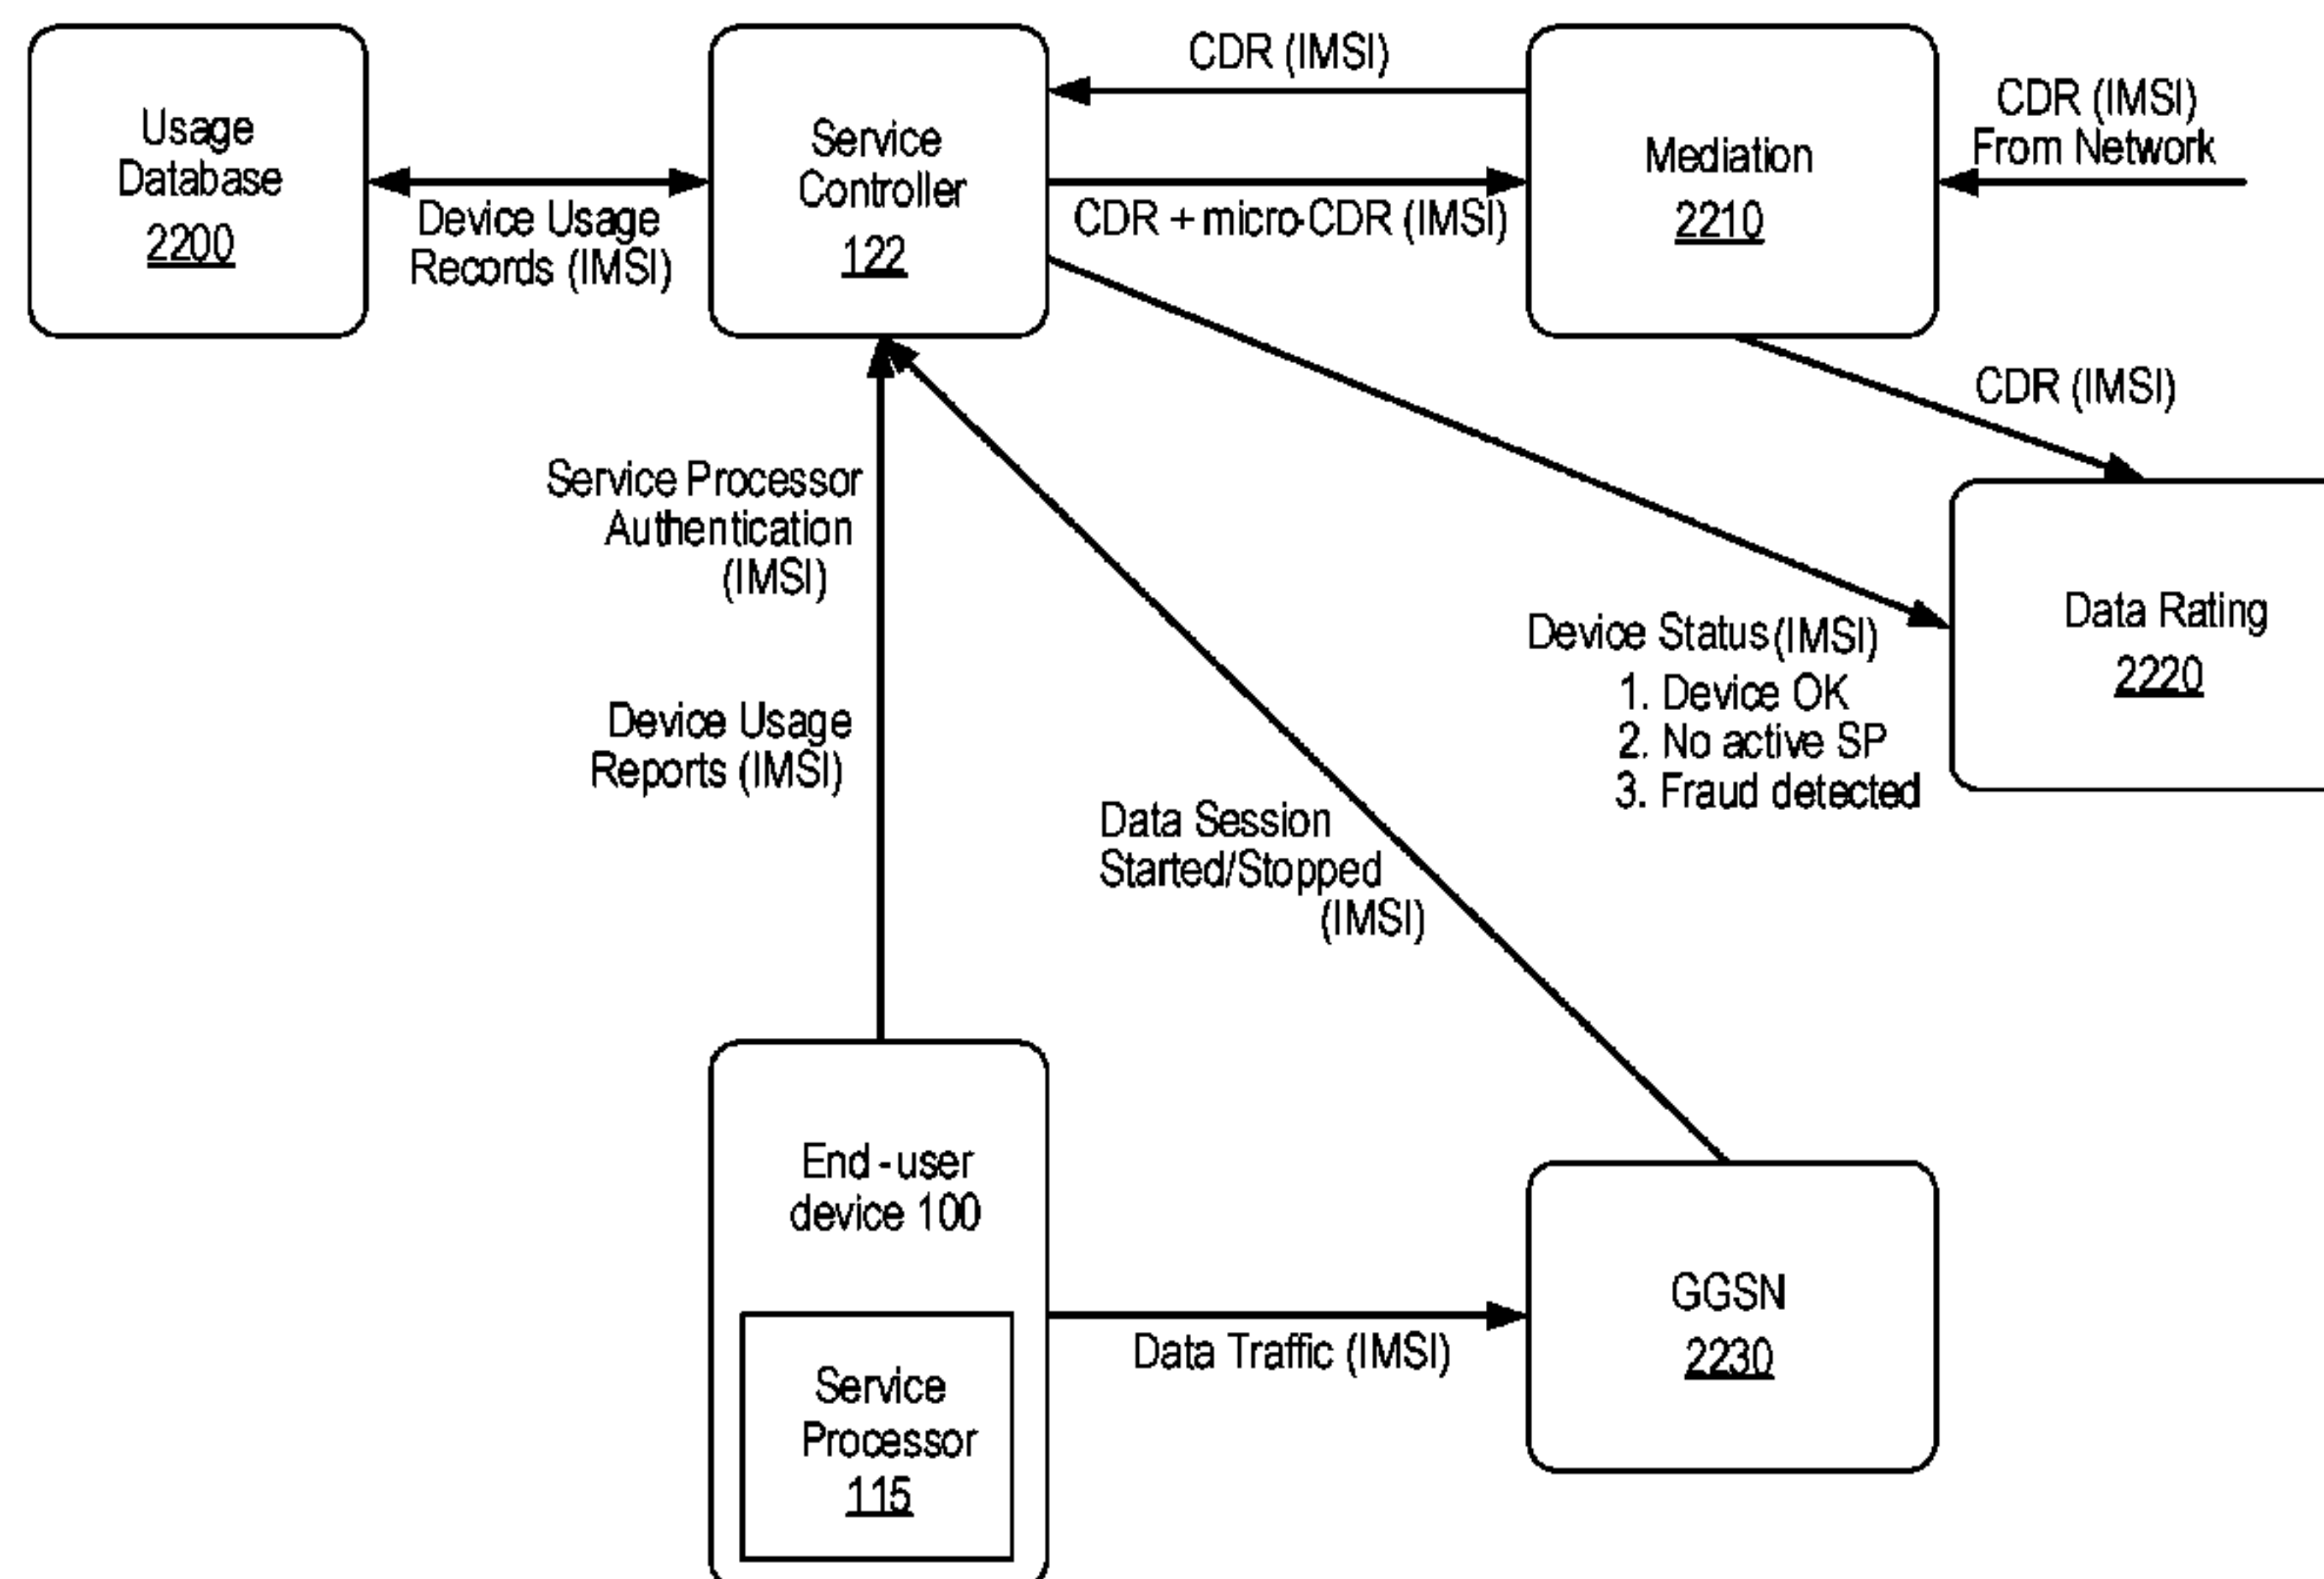 Usage
Database
2200
Device Usage
Records (IMSI)
Service
Controller
122
CDR (IMSI)
CDR + micro-CDR (IMSI)
Mediation
2210
CDR (IMSI)
From Network
CDR (IMSI)
Service Processor
Authentication
(IMSI)
Device Usage
Reports (IMSI)
Data Session
Started/Stopped
(IMSI)
Device Status (IMSI)
1. Device OK
2. No active SP
3. Fraud detected
Data Rating
2220
End-user
device 100
Service
Processor
115
Data Traffic (IMSI)
GGSN
2230